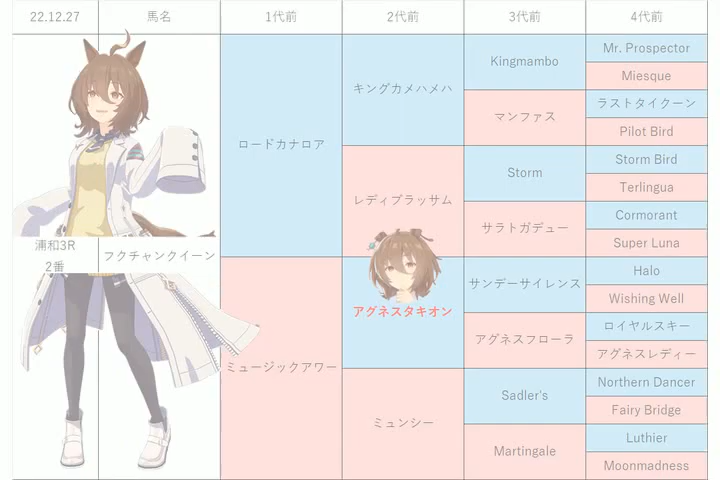 22.12.27 馬名 1代前 2代前 3代前 4代前
浦和3R
2番
フクチャンクイーン
ロードカナロア
ミュージックアワー
キングカメハメハ
レディブラッサム
アグネスタキオン
ミュンシー
Kingmambo
マンファス
Storm
サラトガデュー
サンデーサイレンス
アグネスフローラ
Sadler's
Martingale
Mr. Prospector
Miesque
ラストタイクーン
Pilot Bird
Storm Bird
Terlingua
Cormorant
Super Luna
Halo
Wishing Well
ロイヤルスキー
アグネスレディー
Northern Dancer
Fairy Bridge
Luthier
Moonmadness